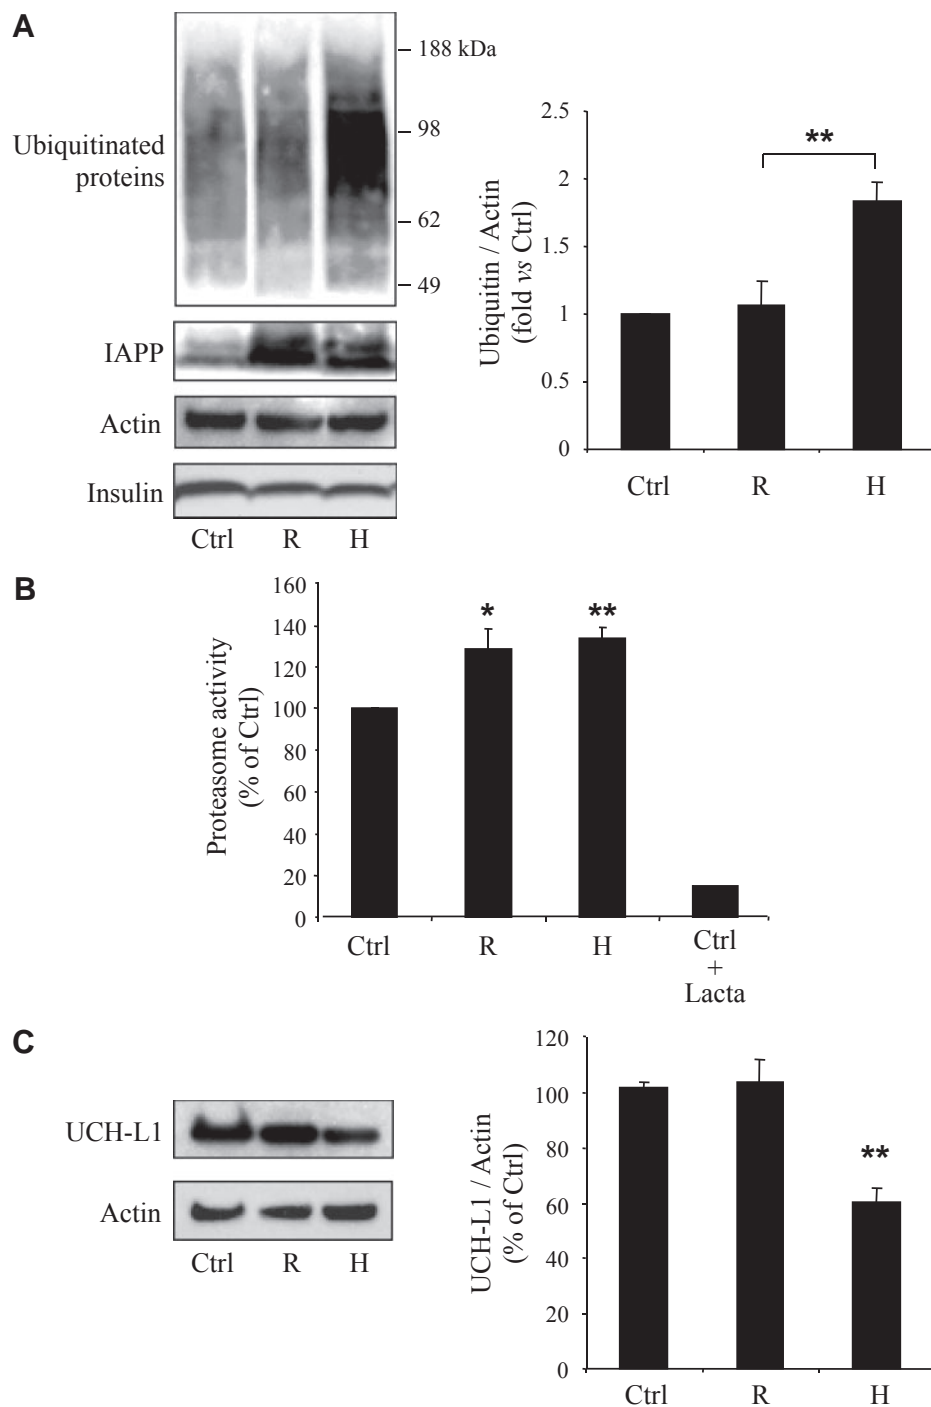 A
188 kDa
98
62
49
Ubiquitinated
proteins
IAPP
Actin
Insulin
Ctrl R H
Ubiquitin / Actin
(fold vs Ctrl)
2.5
2
1.5
1
0.5
0
**
Ctrl R H
B
Proteasome activity
(% of Ctrl)
160
140
120
100
80
60
40
20
0
* **
Ctrl R H Ctrl
+
Lacta
C
UCH-L1
Actin
Ctrl R H
UCH-L1 / Actin
(% of Ctrl)
120
100
80
60
40
20
0
**
Ctrl R H